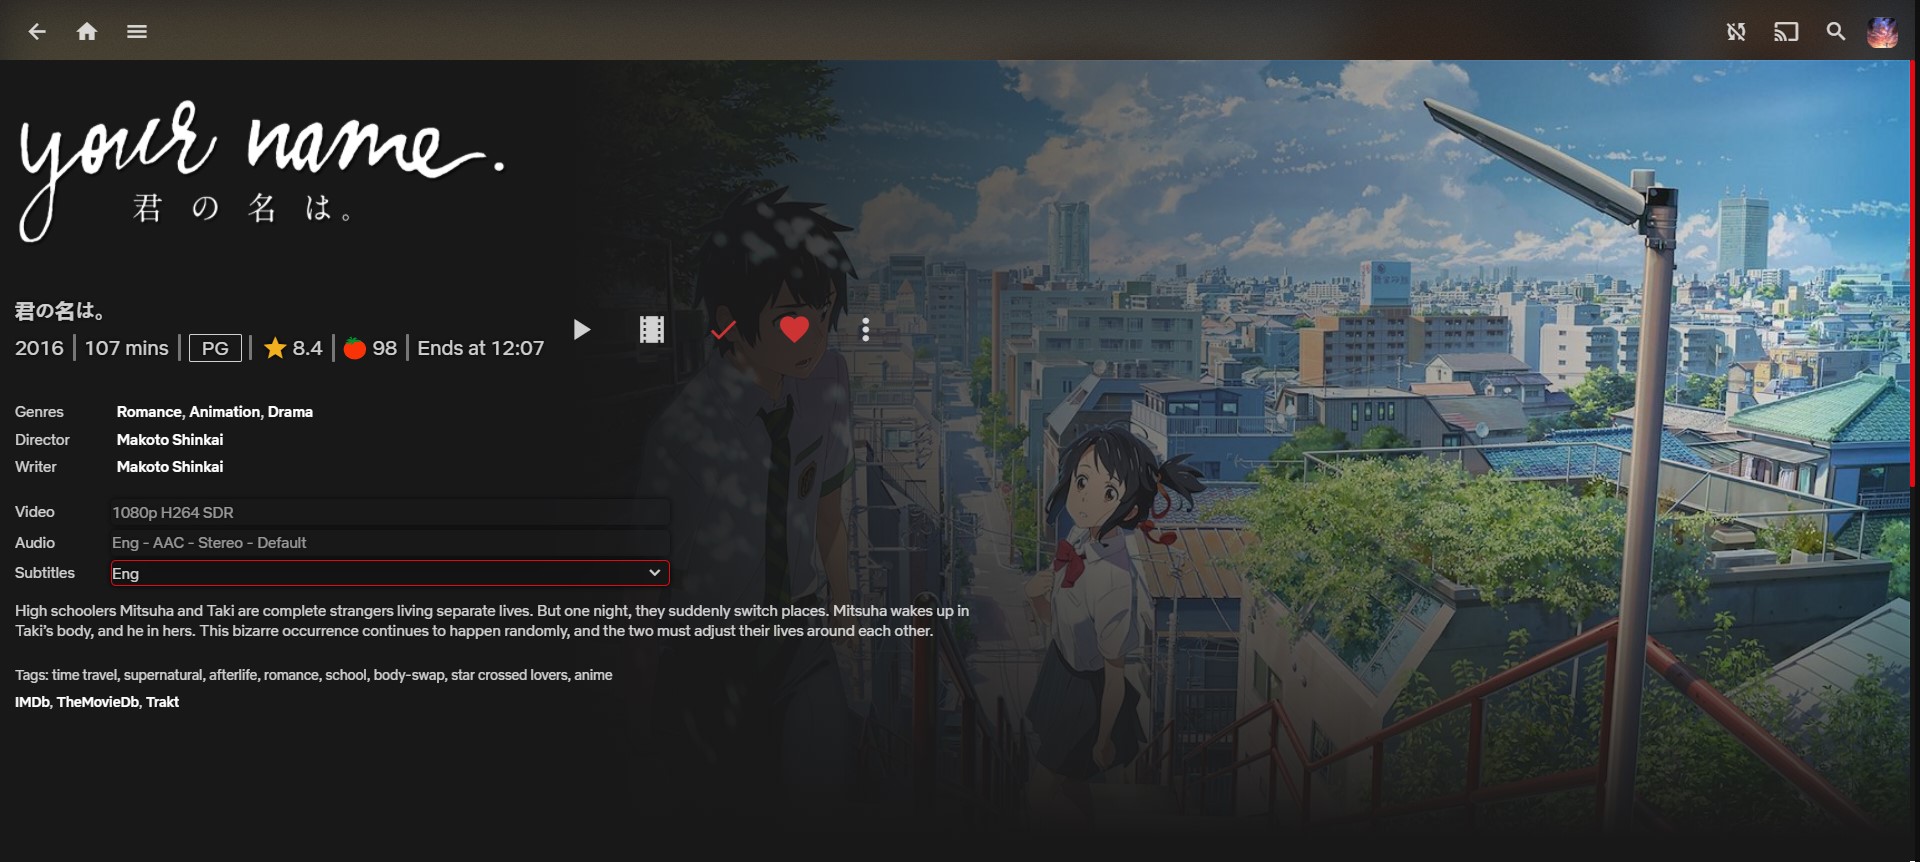 your name.
君の名は。
君の名は。
2016 | 107 mins | PG | 8.4 | 98 | Ends at 12:07
Genres Romance, Animation, Drama
Director Makoto Shinkai
Writer Makoto Shinkai
Video 1080p H264 SDR
Audio Eng - AAC - Stereo - Default
Subtitles Eng
High schoolers Mitsuha and Taki are complete strangers living separate lives. But one night, they suddenly switch places. Mitsuha wakes up in
Taki's body, and he in hers. This bizarre occurrence continues to happen randomly, and the two must adjust their lives around each other.
Tags: time travel, supernatural, afterlife, romance, school, body-swap, star crossed lovers, anime
IMDb, TheMovieDb, Trakt